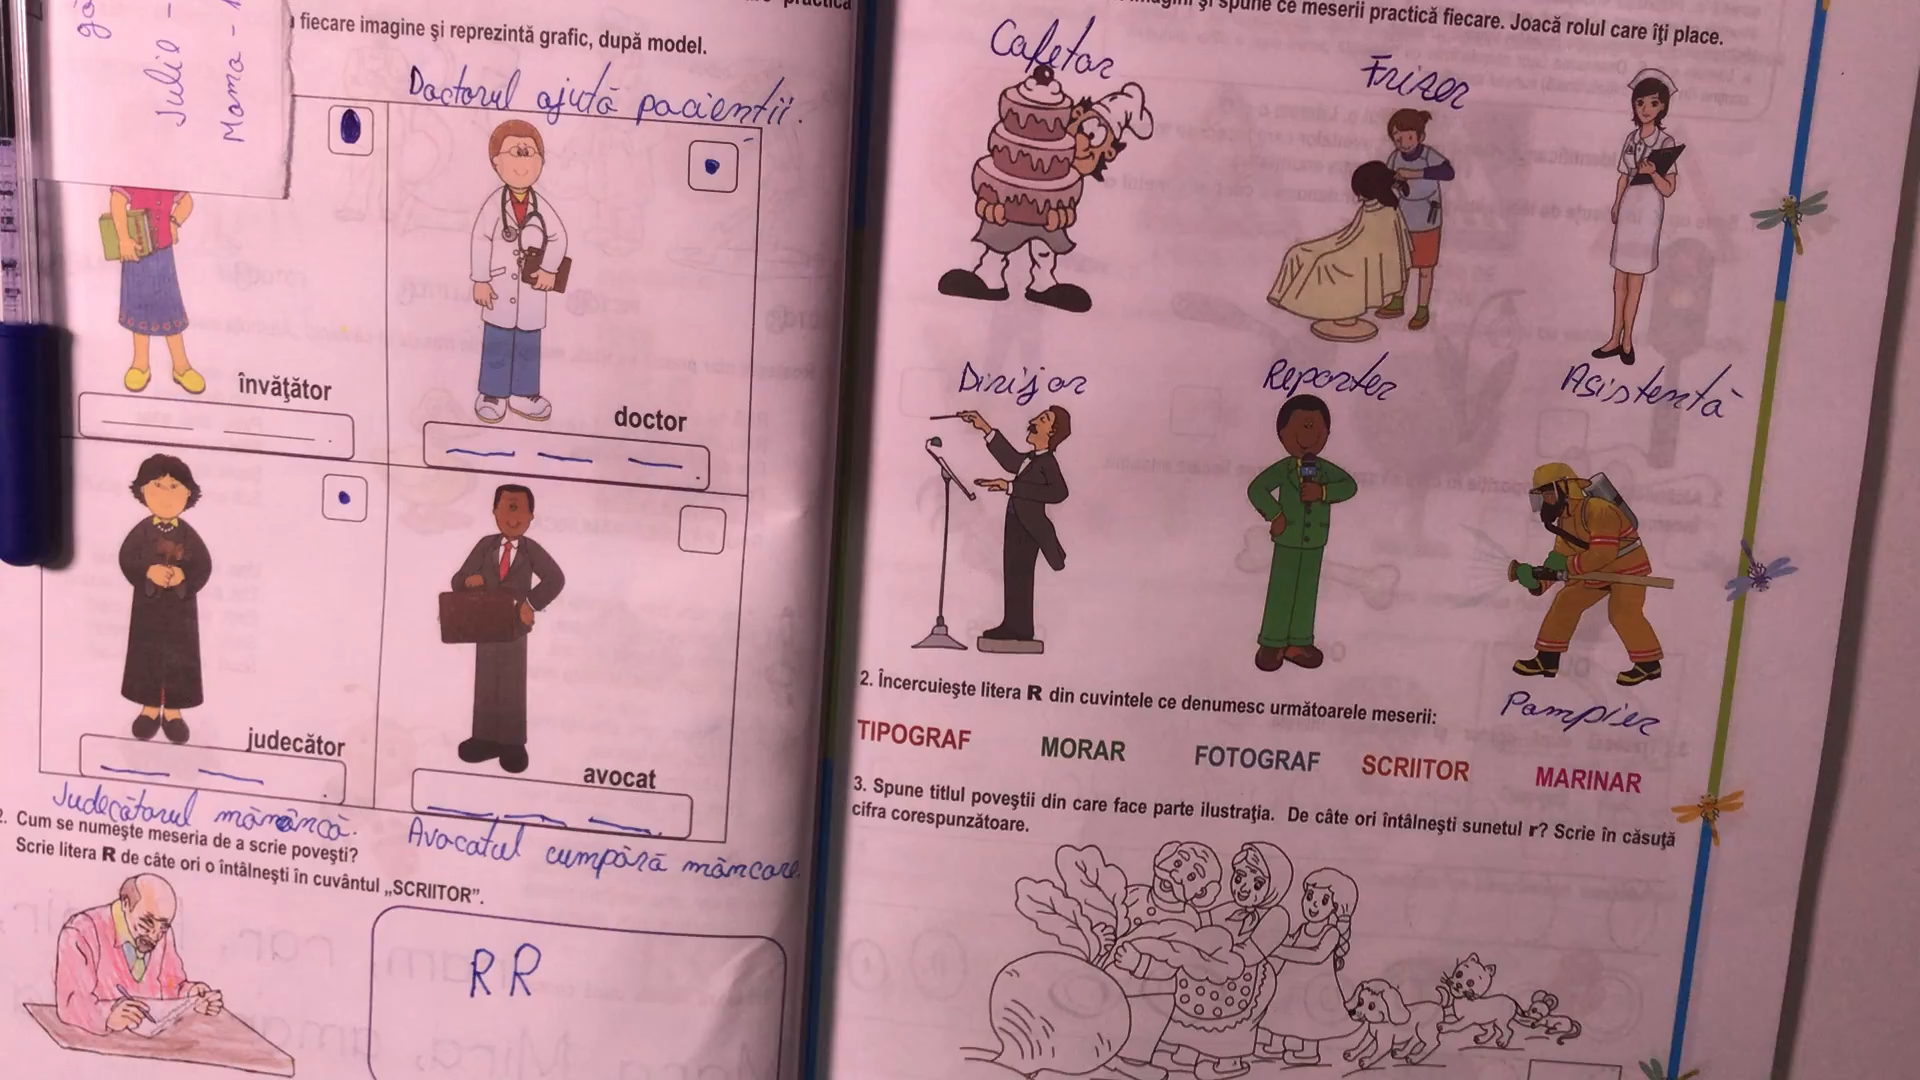 Julie -
Mama -
fiecare imagine şi reprezintă grafic, după model.
Doctorul ajută pacienții.
învăţător
doctor
judecător
avocat
Judecătorul mănâncă.
Avocatul cumpără mâncare.
2. Cum se numeşte meseria de a scrie poveşti?
Scrie litera R de câte ori o întâlneşti în cuvântul „SCRIITOR”.
R R
şi spune ce meserii practică fiecare. Joacă rolul care îţi place.
Cofetar
Frizer
Asistentă
Dirijor
Reporter
Pompier
2. Încercuieşte litera R din cuvintele ce denumesc următoarele meserii:
TIPOGRAF MORAR FOTOGRAF SCRIITOR MARINAR
3. Spune titlul poveştii din care face parte ilustraţia. De câte ori întâlneşti sunetul r? Scrie în căsuţă
cifra corespunzătoare.